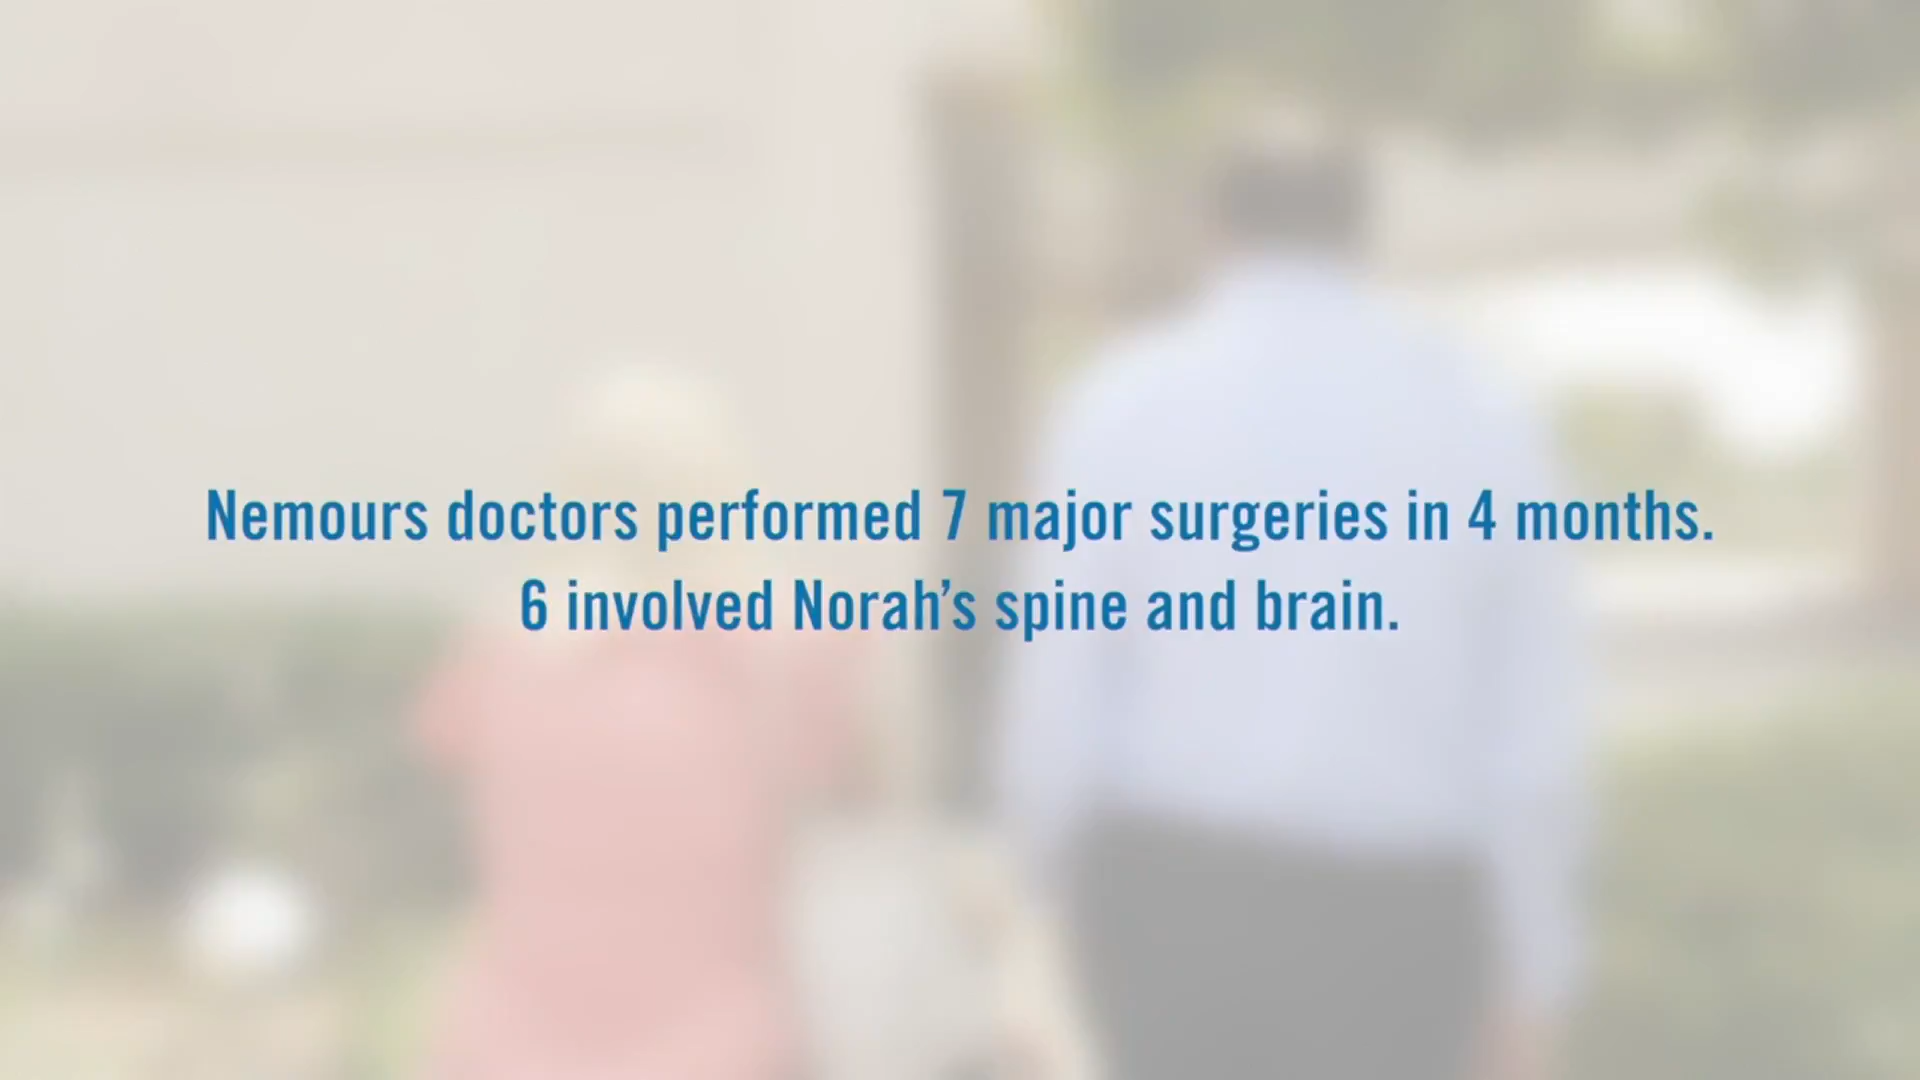 Nemours doctors performed 7 major surgeries in 4 months.
6 involved Norah’s spine and brain.